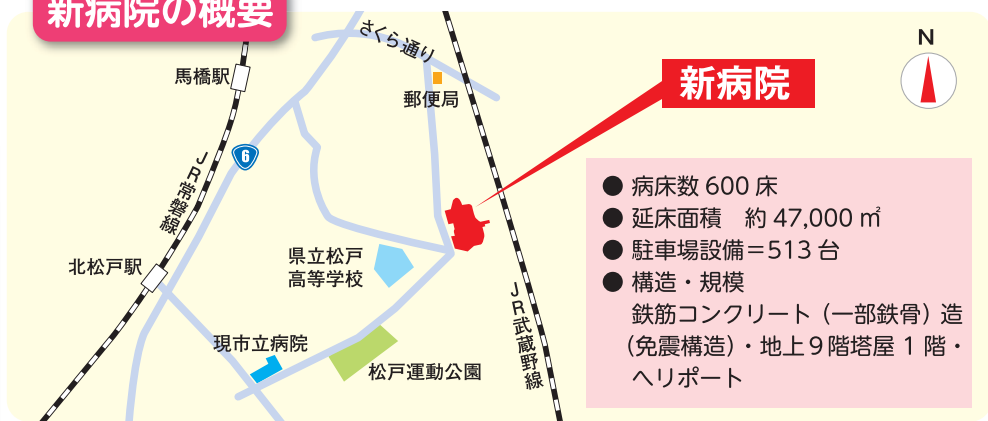 新病院の概要
さくら通り
N
馬橋駅
郵便局
新病院
6
JR常磐線
● 病床数 600 床
● 延床面積 約 47,000 ㎡
● 駐車場設備＝513 台
● 構造・規模
鉄筋コンクリート（一部鉄骨）造
（免震構造）・地上９階塔屋 １階・
ヘリポート
県立松戸
高等学校
北松戸駅
JR武蔵野線
現市立病院
松戸運動公園